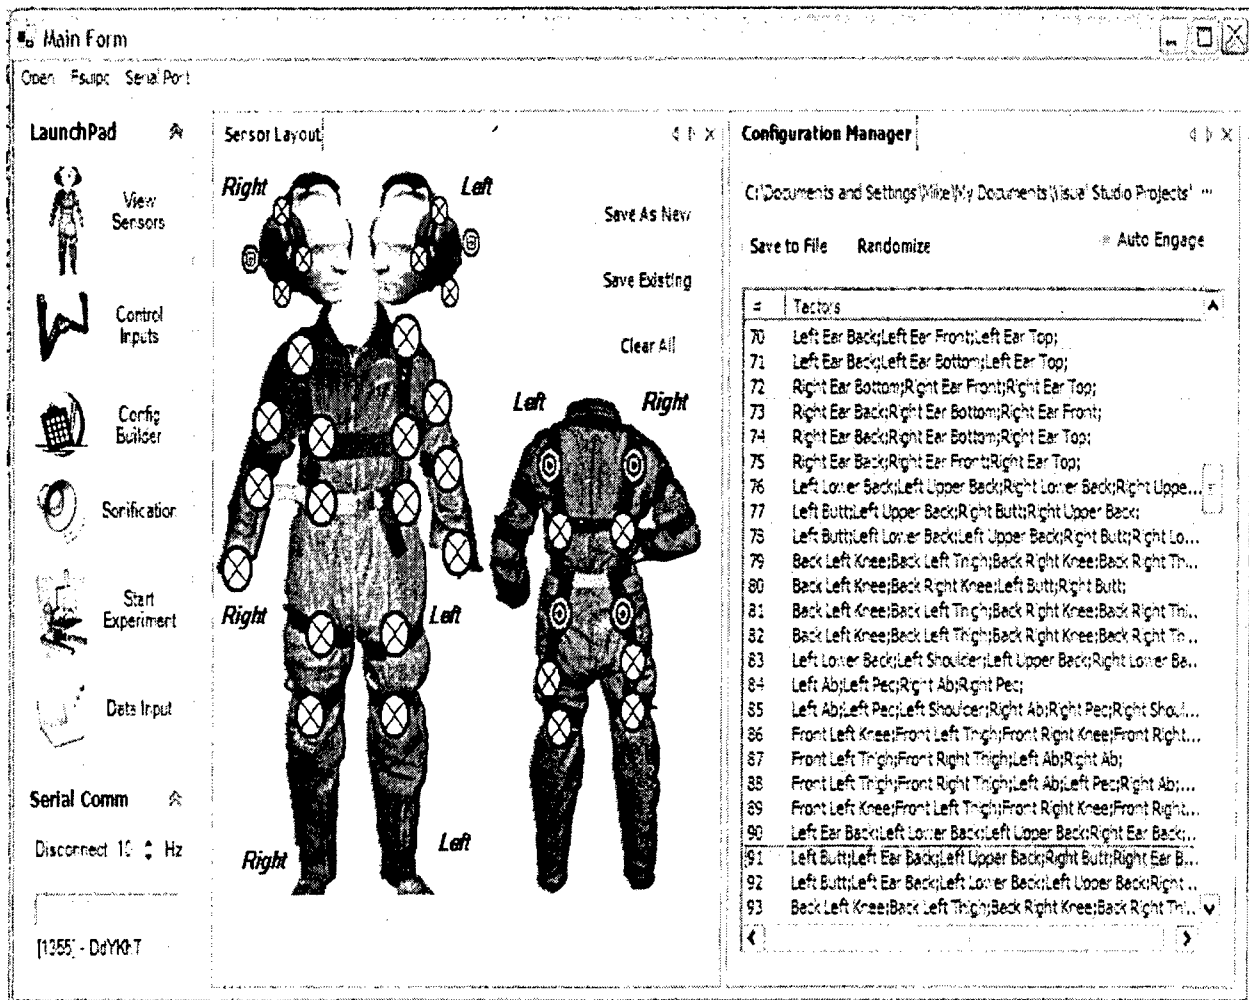 Main Form
Open Fsuipc Serial Port
LaunchPad
View
Sensors
Control
Inputs
Config
Builder
Sonification
Start
Experiment
Data Input
Serial Comm
Disconnect 10 Hz
[1355] - DdYKhT
Sensor Layout
Right Left
Save As New
Save Existing
Clear All
Left Right
Right Left
Right Left
Configuration Manager
C:\Documents and Settings\Mike\My Documents\Visual Studio Projects\ ...
Save to File Randomize Auto Engage
# Tactors
70 Left Ear Back;Left Ear Front;Left Ear Top;
71 Left Ear Back;Left Ear Bottom;Left Ear Top;
72 Right Ear Bottom;Right Ear Front;Right Ear Top;
73 Right Ear Back;Right Ear Bottom;Right Ear Front;
74 Right Ear Back;Right Ear Bottom;Right Ear Top;
75 Right Ear Back;Right Ear Front;Right Ear Top;
76 Left Lower Back;Left Upper Back;Right Lower Back;Right Uppe...
77 Left Butt;Left Upper Back;Right Butt;Right Upper Back;
78 Left Butt;Left Lower Back;Left Upper Back;Right Butt;Right Lo...
79 Back Left Knee;Back Left Thigh;Back Right Knee;Back Right Th...
80 Back Left Knee;Back Right Knee;Left Butt;Right Butt;
81 Back Left Knee;Back Left Thigh;Back Right Knee;Back Right Thi...
82 Back Left Knee;Back Left Thigh;Back Right Knee;Back Right Th...
83 Left Lower Back;Left Shoulder;Left Upper Back;Right Lower Ba...
84 Left Ab;Left Pec;Right Ab;Right Pec;
85 Left Ab;Left Pec;Left Shoulder;Right Ab;Right Pec;Right Shoul...
86 Front Left Knee;Front Left Thigh;Front Right Knee;Front Right...
87 Front Left Thigh;Front Right Thigh;Left Ab;Right Ab;
88 Front Left Thigh;Front Right Thigh;Left Ab;Left Pec;Right Ab;...
89 Front Left Knee;Front Left Thigh;Front Right Knee;Front Right...
90 Left Ear Back;Left Lower Back;Left Upper Back;Right Ear Back;...
91 Left Butt;Left Ear Back;Left Upper Back;Right Butt;Right Ear B...
92 Left Butt;Left Ear Back;Left Lower Back;Left Upper Back;Right ...
93 Back Left Knee;Back Left Thigh;Back Right Knee;Back Right Thi...